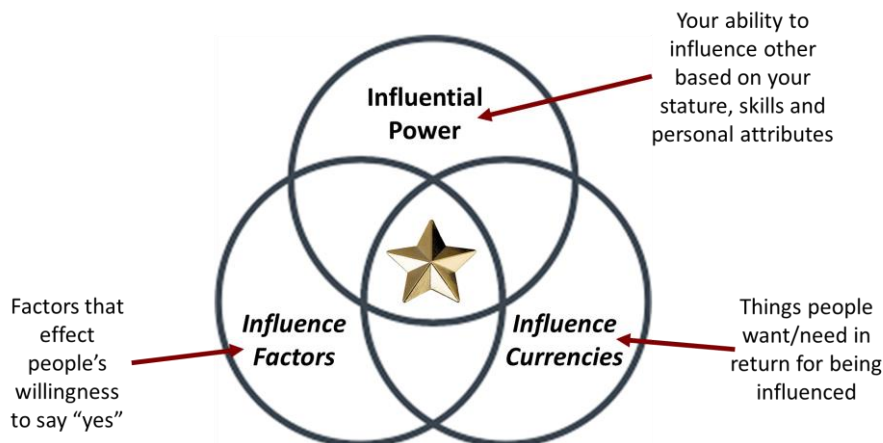 Your ability to
influence other
based on your
stature, skills and
personal attributes
Influential
Power
Factors that
effect
people's
willingness
to say “yes”
Influence
Factors
Influence
Currencies
Things people
want/need in
return for being
influenced